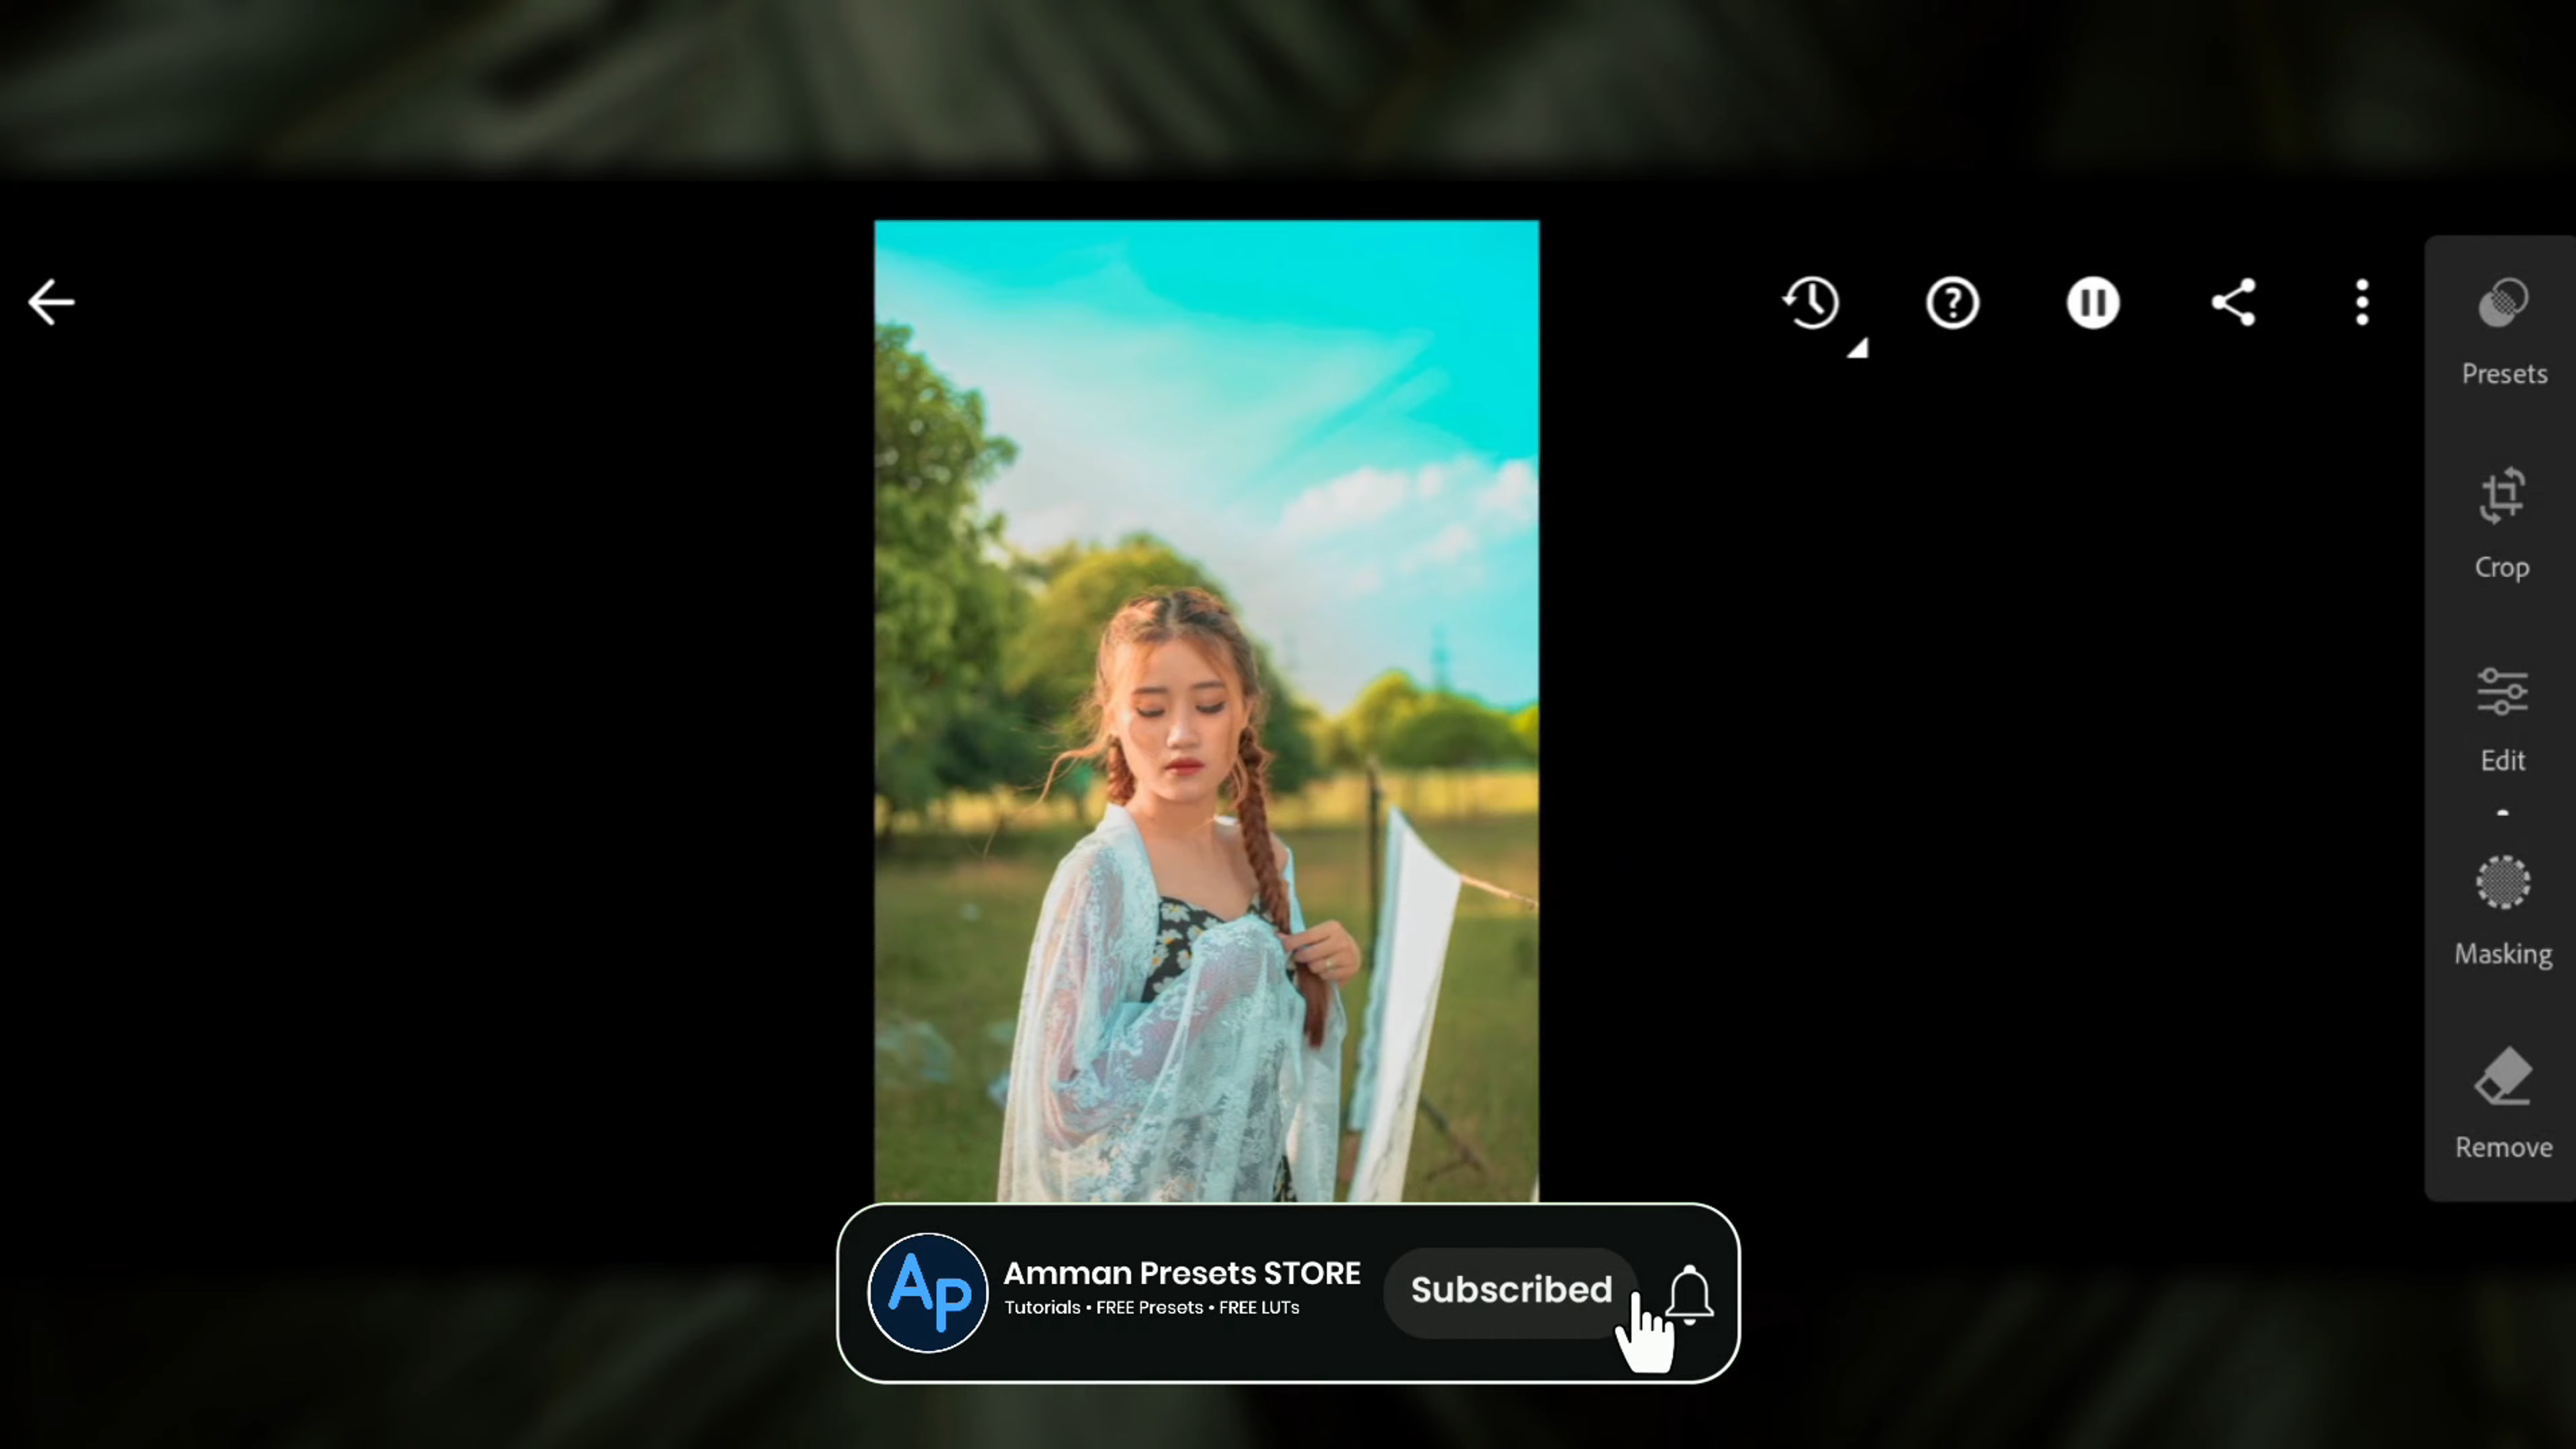 Presets
Crop
Edit
Masking
Remove
AP
Amman Presets STORE
Tutorials • FREE Presets • FREE LUTs
Subscribed